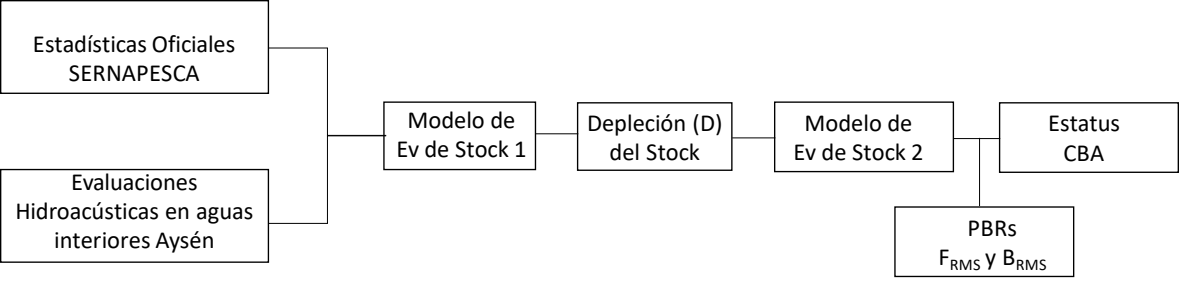 Estadísticas Oficiales
SERNAPESCA
Evaluaciones
Hidroacústicas en aguas
interiores Aysén
Modelo de
Ev de Stock 1
Depleción (D)
del Stock
Modelo de
Ev de Stock 2
Estatus
CBA
PBRs
FRMS y BRMS